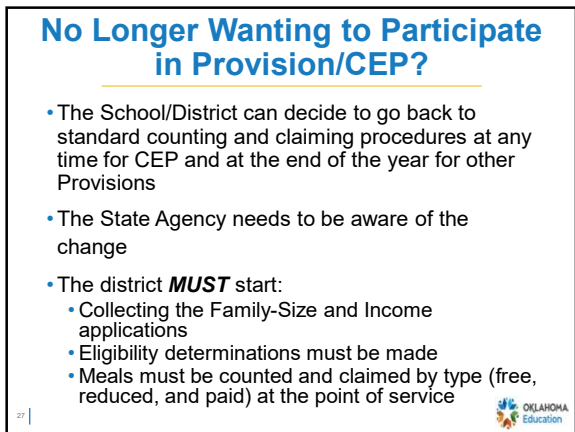 No Longer Wanting to Participate
in Provision/CEP?
• The School/District can decide to go back to
standard counting and claiming procedures at any
time for CEP and at the end of the year for other
Provisions
• The State Agency needs to be aware of the
change
• The district MUST start:
• Collecting the Family-Size and Income
applications
• Eligibility determinations must be made
• Meals must be counted and claimed by type (free,
reduced, and paid) at the point of service
27
OKLAHOMA
Education